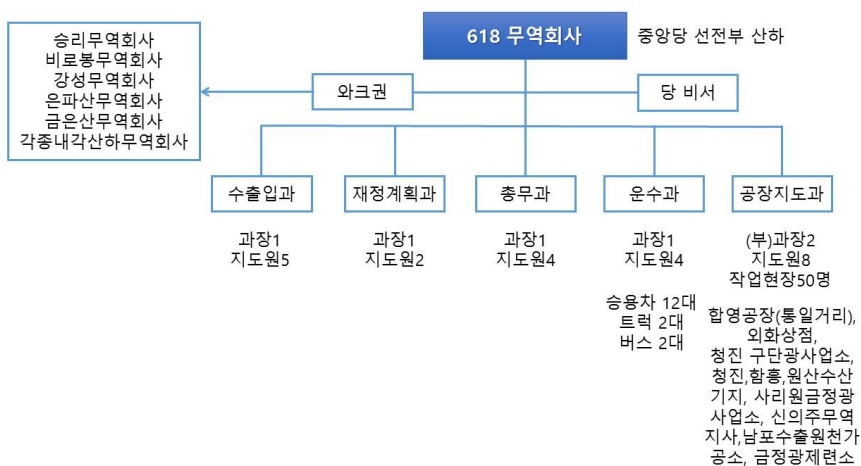 618 무역회사
중앙당 선전부 산하
승리무역회사
비로봉무역회사
강성무역회사
은파산무역회사
금은산무역회사
각종내각산하무역회사
와크권
당 비서
수출입과
재정계획과
총무과
운수과
공장지도과
과장1
지도원5
과장1
지도원2
과장1
지도원4
과장1
지도원4
승용차 12대
트럭 2대
버스 2대
(부)과장2
지도원8
작업현장50명
합영공장(통일거리),
외화상점,
청진 구단광사업소,
청진,함흥,원산수산
기지, 사리원금정광
사업소, 신의주무역
지사,남포수출원천가
공소, 금정광제련소